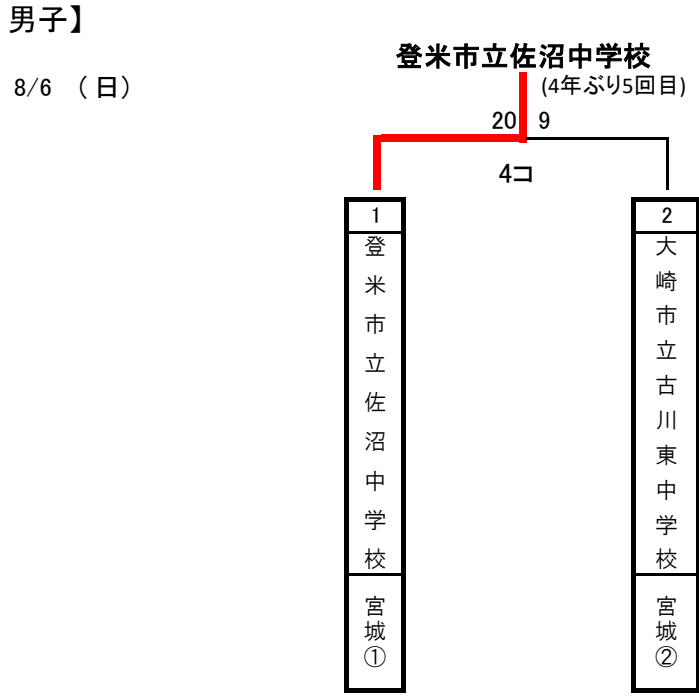 男子】
登米市立佐沼中学校
8/6 （日）
(4年ぶり5回目)
20 9
4コ
1
登米市立佐沼中学校
宮城①
2
大崎市立古川東中学校
宮城②